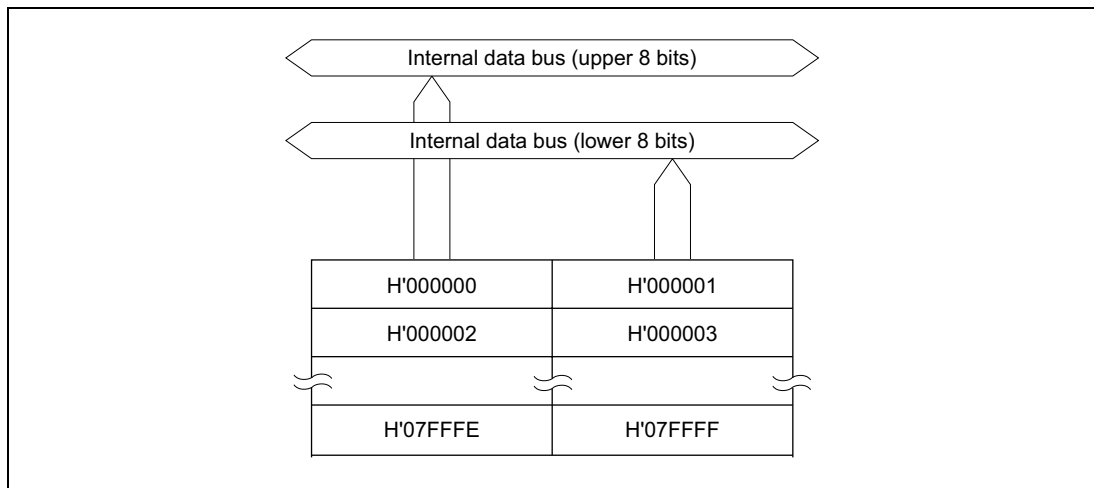 Internal data bus (upper 8 bits)
Internal data bus (lower 8 bits)
H'000000 H'000001
H'000002 H'000003
H'07FFFE H'07FFFF